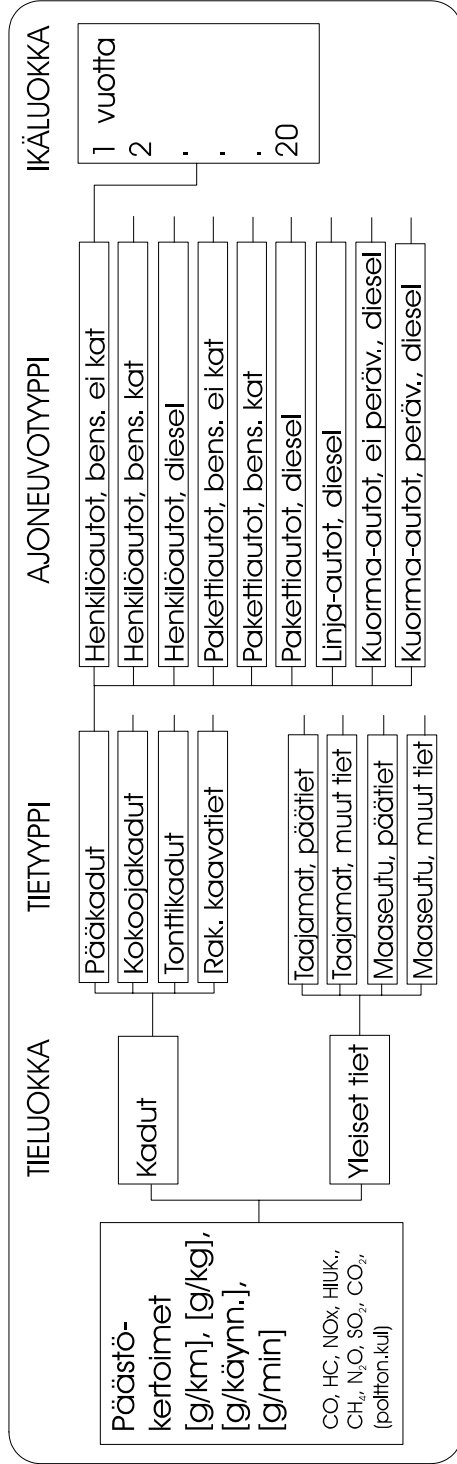 TIELUOKKA
TIETYYPPI
AJONEUVOTYYPPI
IKÄLUOKKA
Päästö-
kertoimet
[g/km], [g/kg],
[g/käynn.],
[g/min]
CO, HC, NOx, HIUK.,
CH₄, N₂O, SO₂, CO₂,
(poltton.kul)
Kadut
Yleiset tiet
Pääkadut
Kokoojakadut
Tonttikadut
Rak. kaavatiet
Taajamat, päätiet
Taajamat, muut tiet
Maaseutu, päätiet
Maaseutu, muut tiet
Henkilöautot, bens. ei kat
Henkilöautot, bens. kat
Henkilöautot, diesel
Pakettiautot, bens. ei kat
Pakettiautot, bens. kat
Pakettiautot, diesel
Linja-autot, diesel
Kuorma-autot, ei peräv., diesel
Kuorma-autot, peräv., diesel
1 vuotta
2
.
.
.
20